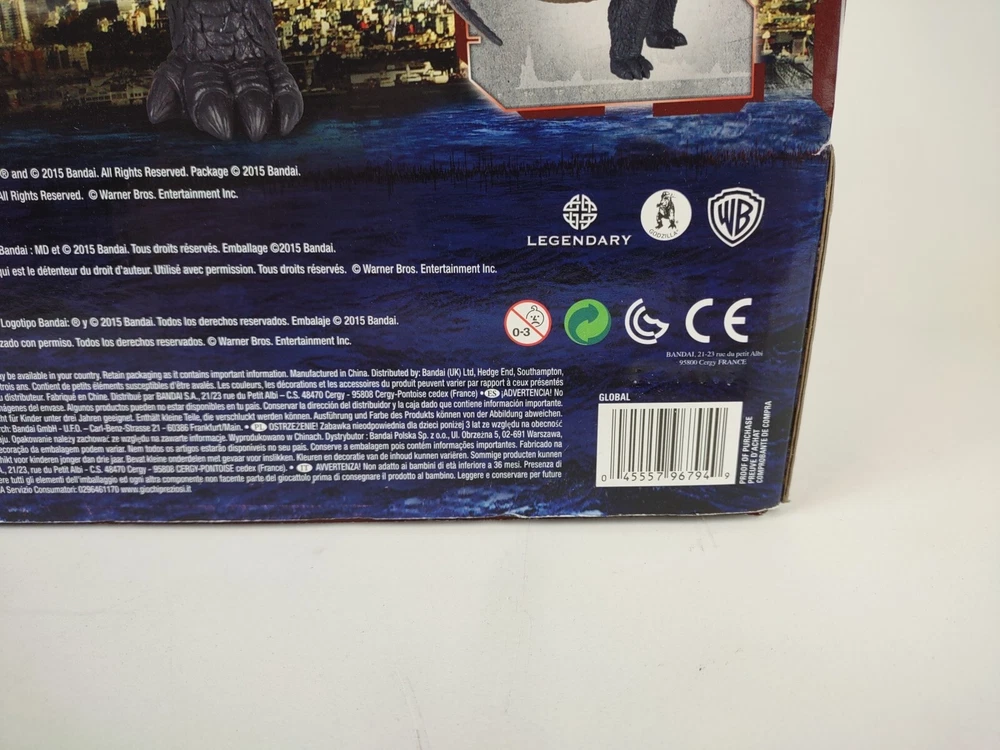 ® and © 2015 Bandai. All Rights Reserved. Package © 2015 Bandai.
All Rights Reserved. © Warner Bros. Entertainment Inc.
LEGENDARY
GODZILLA
WB
Bandai : MD et © 2015 Bandai. Tous droits réservés. Emballage ©2015 Bandai.
qui est le détenteur du droit d'auteur. Utilisé avec permission. Tous droits réservés. © Warner Bros. Entertainment Inc.
Logotipo Bandai: ® y © 2015 Bandai. Todos los derechos reservados. Embalaje © 2015 Bandai.
zado con permiso. Todos los derechos reservados. © Warner Bros. Entertainment Inc.
0-3
CE
BANDAI, 21-23 rue du petit Albi
95800 Cergy FRANCE
ay be available in your country. Retain packaging as it contains important information. Manufactured in China. Distributed by: Bandai (UK) Ltd, Hedge End, Southampton,
trois ans. Contient de petits éléments susceptibles d'être avalés. Les couleurs, les décorations et les accessoires du produit peuvent varier par rapport à ceux présentés
u distributeur. Fabriqué en Chine. Distribué par BANDAI S.A., 21/23 rue du Petit Albi - C.S. 48470 Cergy - 95808 Cergy-Pontoise cedex (France) • ES ¡ADVERTENCIA! No
mágenes del envase. Algunos productos pueden no estar disponibles en tu país. Conservar la dirección del distribuidor y la caja dado que contiene información importante.
ht für Kinder unter drei Jahren geeignet. Enthält kleine Teile, die verschluckt werden können. Ausführung und Farbe des Produkts können von der Abbildung abweichen.
rch: Bandai GmbH - U.F.O. – Carl-Benz-Strasse 21 - 60386 Frankfurt/Main. • PL OSTRZEŻENIE! Zabawka nieodpowiednia dla dzieci poniżej 3 lat ze względu na obecność
aju. Opakowanie należy zachować ze względu na zawarte informacje. Wyprodukowano w Chinach. Dystrybutor : Bandai Polska Sp. z o.o., Ul. Obrzezna 5, 02-691 Warszawa,
ecoração da embalagem podem variar. Nem todos os artigos estarão disponíveis no seu país. Conserve a embalagem pois contém informações importantes. Fabricado na
hikt voor kinderen jonger dan drie jaar. Bevat kleine onderdelen met gevaar voor inslikken. Kleuren en decoratie van de inhoud kunnen variëren. Sommige producten kunnen
A., 21/23, rue du Petit Albi - C.S. 48470 - 95808 CERGY-PONTOISE cedex (France). • IT AVVERTENZA! Non adatto ai bambini di età inferiore a 36 mesi. Presenza di
ere tutti gli elementi dell'imballaggio ed ogni altra componente non facente parte del giocattolo prima di consegnare il prodotto al bambino. Leggere e conservare per future
A Servizio Consumatori: 0296461170 www.giochipreziosi.it
GLOBAL
0 45557 96794 9
PROOF OF PURCHASE
PREUVE D'ACHAT
COMPROBANTE DE COMPRA